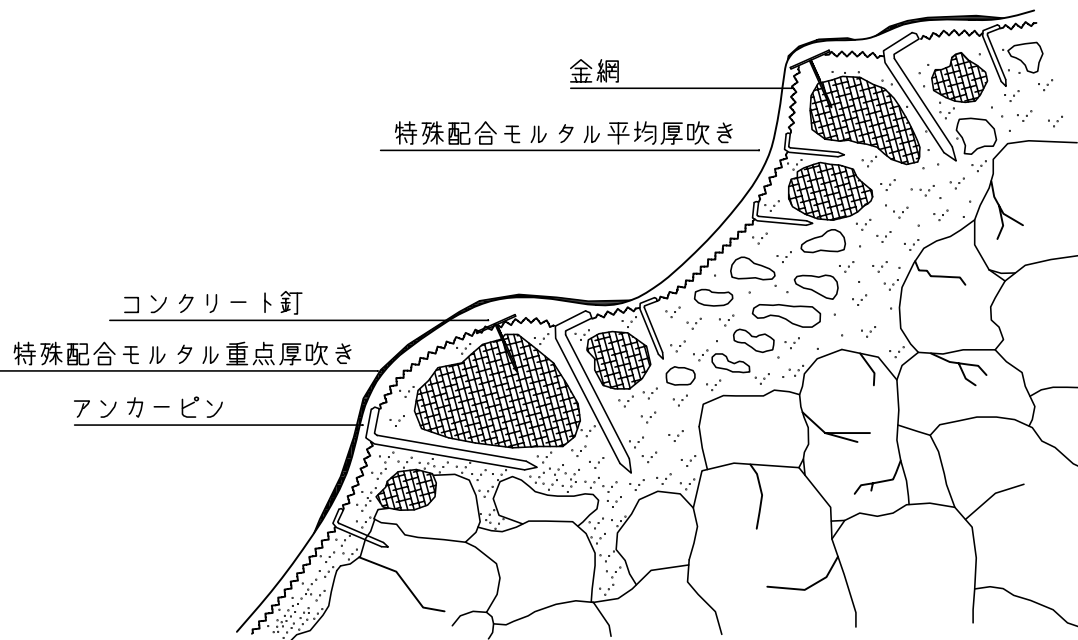 金網
特殊配合モルタル平均厚吹き
コンクリート釘
特殊配合モルタル重点厚吹き
アンカーピン